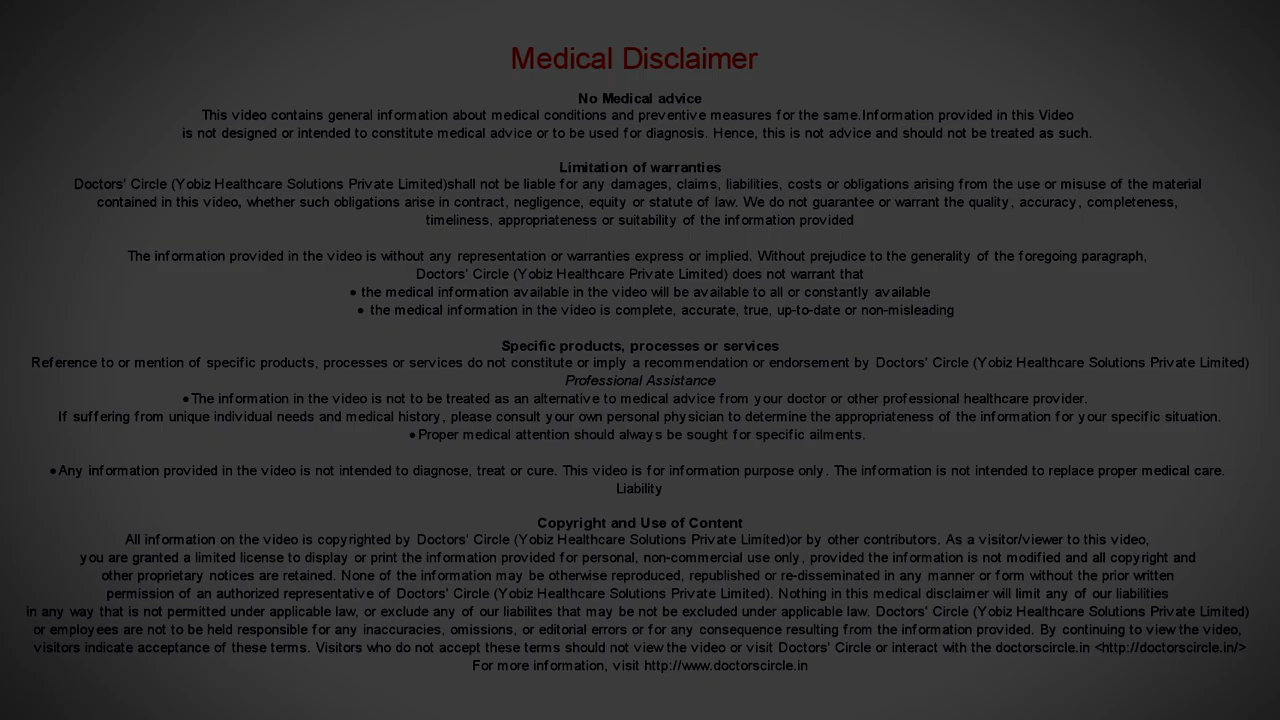 Medical Disclaimer
No Medical advice
This video contains general information about medical conditions and preventive measures for the same.Information provided in this Video
is not designed or intended to constitute medical advice or to be used for diagnosis. Hence, this is not advice and should not be treated as such.
Limitation of warranties
Doctors' Circle (Yobiz Healthcare Solutions Private Limited)shall not be liable for any damages, claims, liabilities, costs or obligations arising from the use or misuse of the material
contained in this video, whether such obligations arise in contract, negligence, equity or statute of law. We do not guarantee or warrant the quality, accuracy, completeness,
timeliness, appropriateness or suitability of the information provided
The information provided in the video is without any representation or warranties express or implied. Without prejudice to the generality of the foregoing paragraph,
Doctors' Circle (Yobiz Healthcare Private Limited) does not warrant that
● the medical information available in the video will be available to all or constantly available
● the medical information in the video is complete, accurate, true, up-to-date or non-misleading
Specific products, processes or services
Reference to or mention of specific products, processes or services do not constitute or imply a recommendation or endorsement by Doctors' Circle (Yobiz Healthcare Solutions Private Limited)
Professional Assistance
●The information in the video is not to be treated as an alternative to medical advice from your doctor or other professional healthcare provider.
If suffering from unique individual needs and medical history, please consult your own personal physician to determine the appropriateness of the information for your specific situation.
●Proper medical attention should always be sought for specific ailments.
●Any information provided in the video is not intended to diagnose, treat or cure. This video is for information purpose only. The information is not intended to replace proper medical care.
Liability
Copyright and Use of Content
All information on the video is copyrighted by Doctors' Circle (Yobiz Healthcare Solutions Private Limited)or by other contributors. As a visitor/viewer to this video,
you are granted a limited license to display or print the information provided for personal, non-commercial use only, provided the information is not modified and all copyright and
other proprietary notices are retained. None of the information may be otherwise reproduced, republished or re-disseminated in any manner or form without the prior written
permission of an authorized representative of Doctors' Circle (Yobiz Healthcare Solutions Private Limited). Nothing in this medical disclaimer will limit any of our liabilities
in any way that is not permitted under applicable law, or exclude any of our liabilites that may be not be excluded under applicable law. Doctors' Circle (Yobiz Healthcare Solutions Private Limited)
or employees are not to be held responsible for any inaccuracies, omissions, or editorial errors or for any consequence resulting from the information provided. By continuing to view the video,
visitors indicate acceptance of these terms. Visitors who do not accept these terms should not view the video or visit Doctors' Circle or interact with the doctorscircle.in <http://doctorscircle.in/>
For more information, visit http://www.doctorscircle.in